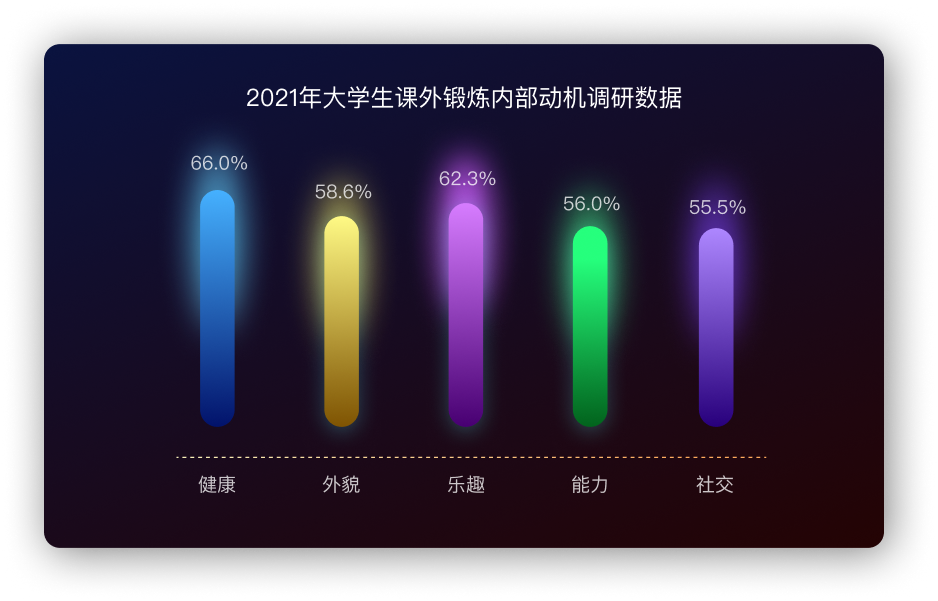 2021年大学生课外锻炼内部动机调研数据
66.0%
58.6%
62.3%
56.0%
55.5%
健康
外貌
乐趣
能力
社交